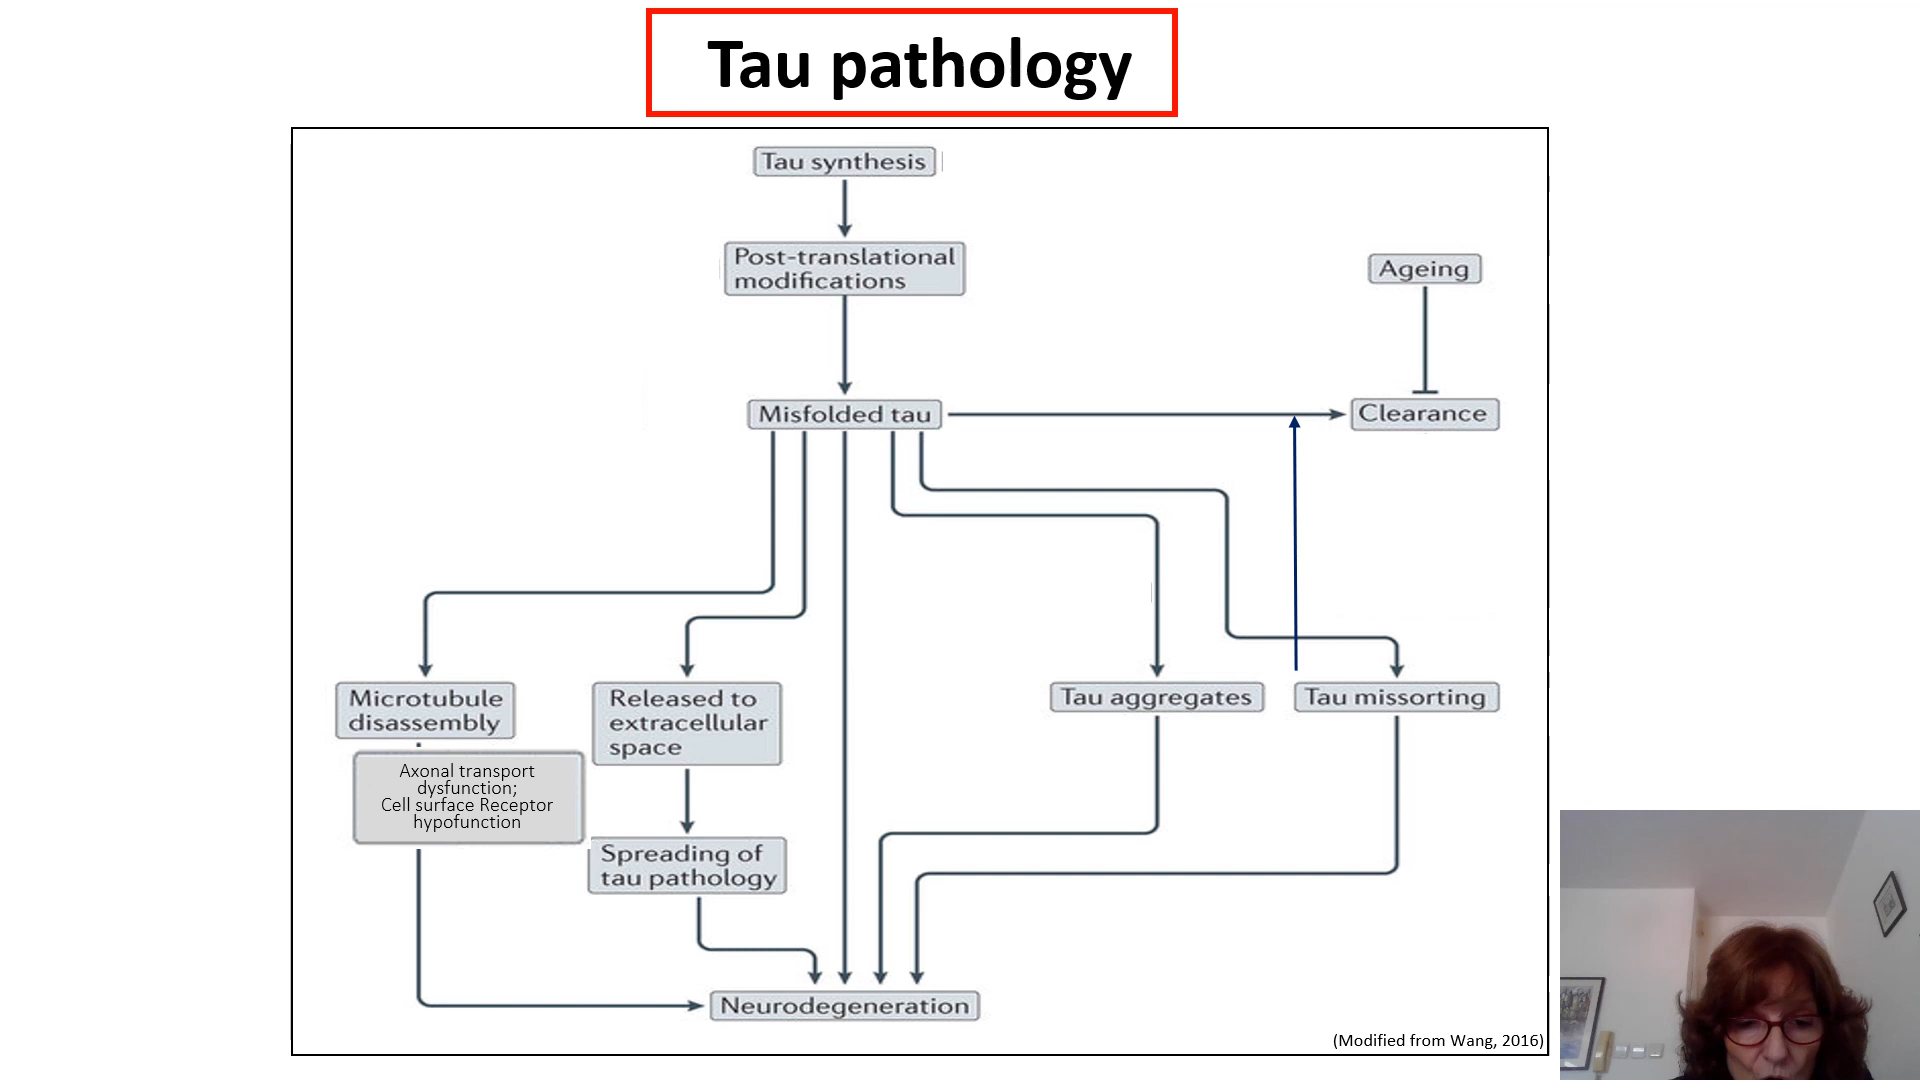 Tau pathology
Tau synthesis
Post-translational
modifications
Ageing
Misfolded tau
Clearance
Microtubule
disassembly
Released to
extracellular
space
Tau aggregates
Tau missorting
Axonal transport
dysfunction;
Cell surface Receptor
hypofunction
Spreading of
tau pathology
Neurodegeneration
(Modified from Wang, 2016)